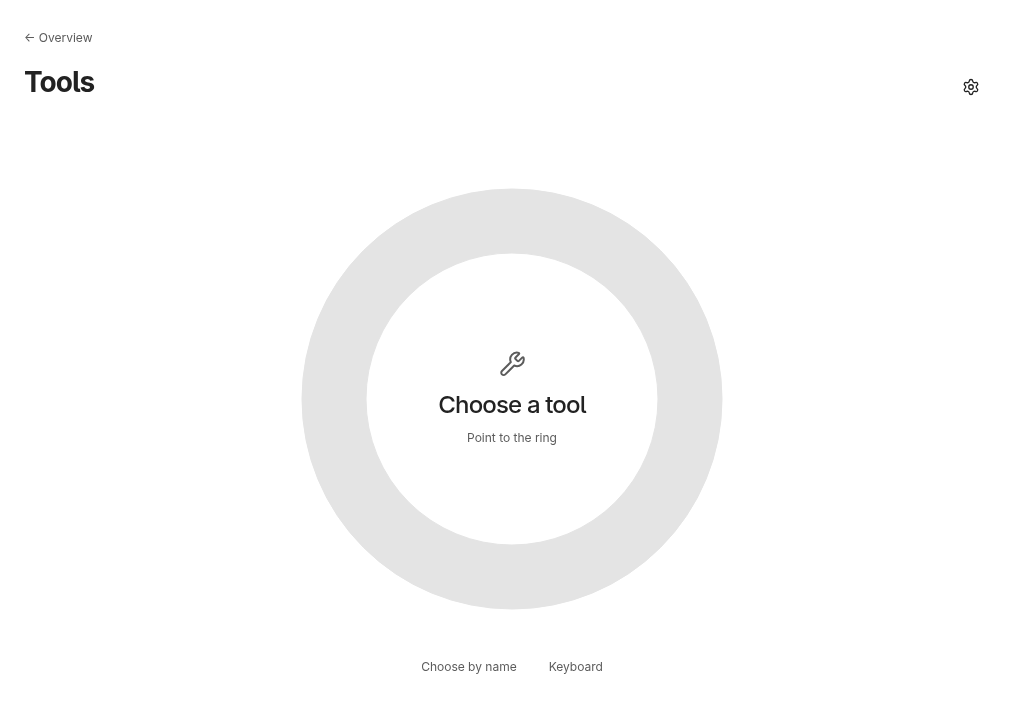 ← Overview
Tools
Choose a tool
Point to the ring
Choose by name
Keyboard